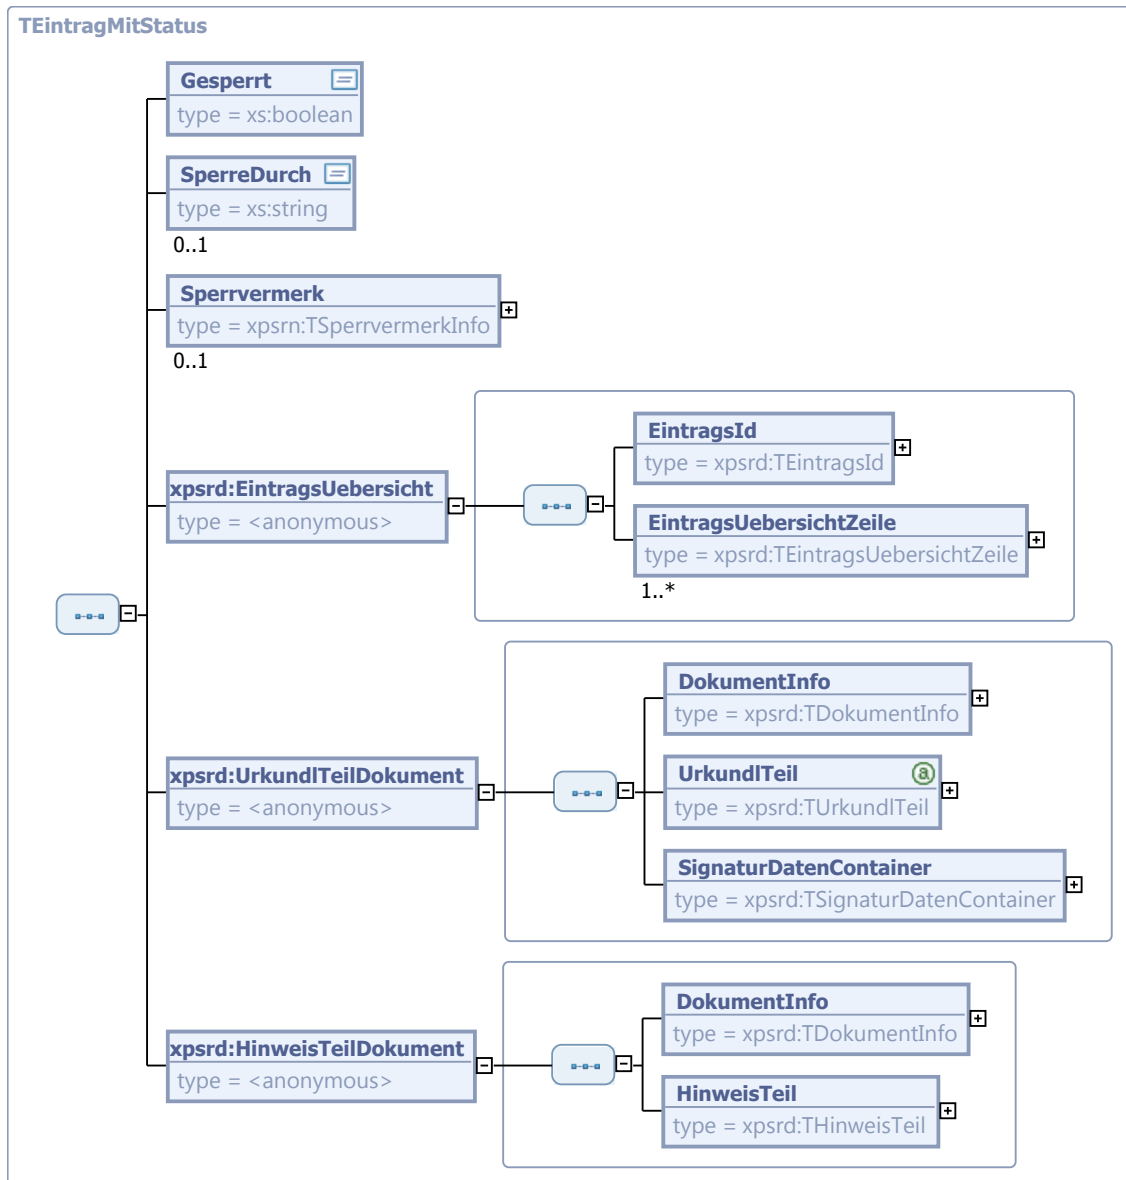 TEintragMitStatus
Gesperrt
type = xs:boolean
SperreDurch
type = xs:string
0..1
Sperrvermerk
type = xpsrn:TSperrvermerkInfo
0..1
xpsrd:EintragsUebersicht
type = <anonymous>
EintragsId
type = xpsrd:TEintragsId
EintragsUebersichtZeile
type = xpsrd:TEintragsUebersichtZeile
1..*
xpsrd:UrkundlTeilDokument
type = <anonymous>
DokumentInfo
type = xpsrd:TDokumentInfo
UrkundlTeil
type = xpsrd:TUrkundlTeil
SignaturDatenContainer
type = xpsrd:TSignaturDatenContainer
xpsrd:HinweisTeilDokument
type = <anonymous>
DokumentInfo
type = xpsrd:TDokumentInfo
HinweisTeil
type = xpsrd:THinweisTeil